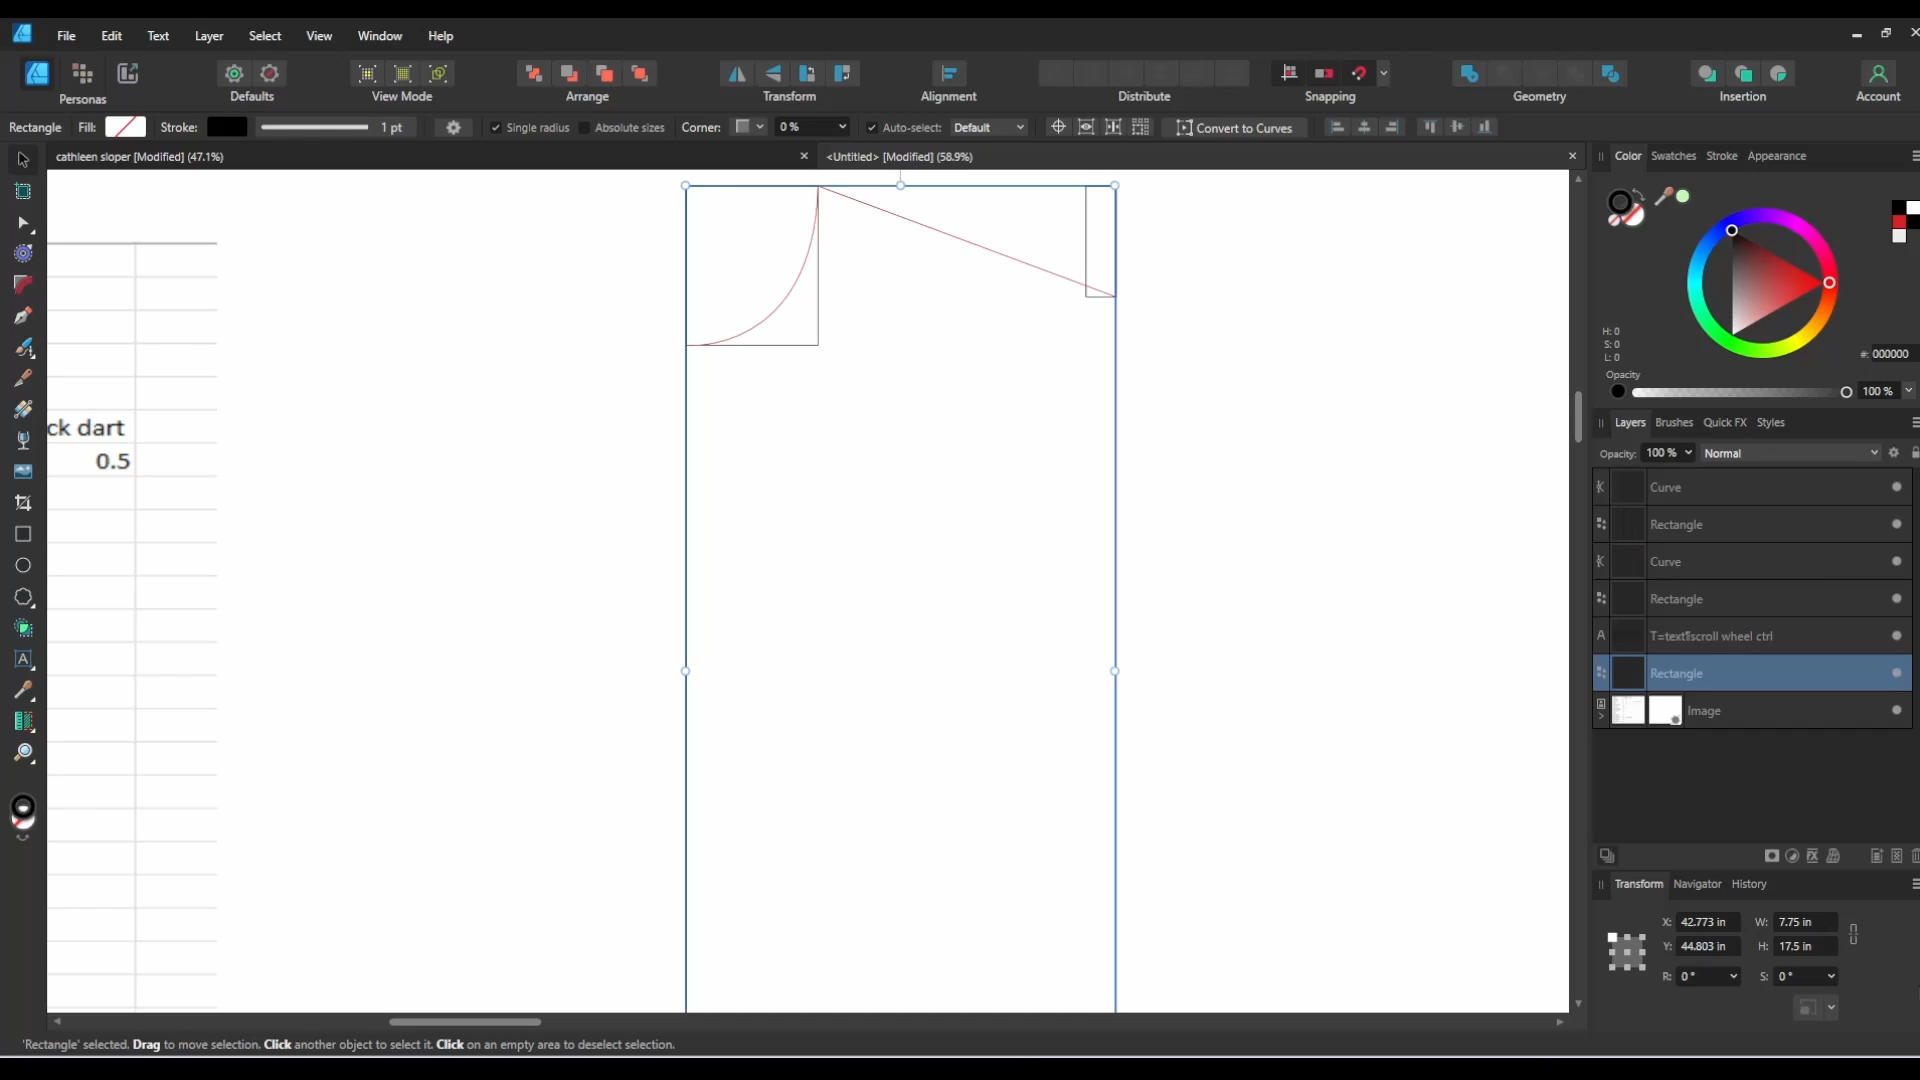 File Edit Text Layer Select View Window Help
Personas Defaults View Mode Arrange Transform Alignment Distribute Snapping Geometry Insertion Account
Rectangle Fill: Stroke: 1 pt Single radius Absolute sizes Corner: 0 % Auto-select: Default Convert to Curves
cathleen sloper [Modified] (47.1%)
<Untitled> [Modified] (58.9%)
Color Swatches Stroke Appearance
H: 0
S: 0
L: 0
#: 000000
Opacity
100 %
Layers Brushes Quick FX Styles
Opacity: 100 % Normal
Curve
Rectangle
Curve
Rectangle
T=text¶scroll wheel ctrl
Rectangle
Image
ck dart
0.5
Transform Navigator History
X: 42.773 in W: 7.75 in
Y: 44.803 in H: 17.5 in
R: 0 ° S: 0 °
'Rectangle' selected. Drag to move selection. Click another object to select it. Click on an empty area to deselect selection.